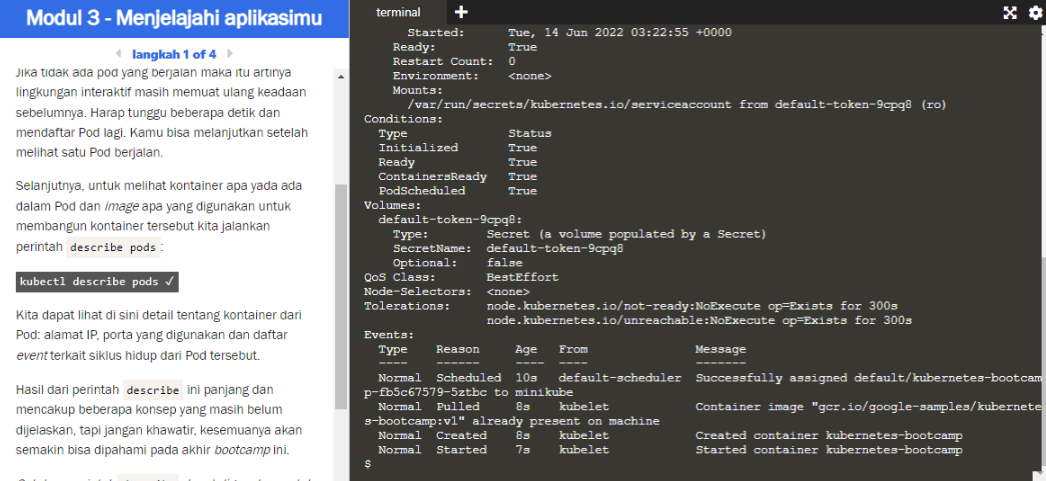 Modul 3 - Menjelajahi aplikasimu
langkah 1 of 4
Jika tidak ada pod yang berjalan maka itu artinya
lingkungan interaktif masih memuat ulang keadaan
sebelumnya. Harap tunggu beberapa detik dan
mendaftar Pod lagi. Kamu bisa melanjutkan setelah
melihat satu Pod berjalan.
Selanjutnya, untuk melihat kontainer apa yada ada
dalam Pod dan image apa yang digunakan untuk
membangun kontainer tersebut kita jalankan
perintah describe pods :
kubectl describe pods ✓
Kita dapat lihat di sini detail tentang kontainer dari
Pod: alamat IP, porta yang digunakan dan daftar
event terkait siklus hidup dari Pod tersebut.
Hasil dari perintah describe ini panjang dan
mencakup beberapa konsep yang masih belum
dijelaskan, tapi jangan khawatir, kesemuanya akan
semakin bisa dipahami pada akhir bootcamp ini.
terminal +
Started: Tue, 14 Jun 2022 03:22:55 +0000
Ready: True
Restart Count: 0
Environment: <none>
Mounts:
/var/run/secrets/kubernetes.io/serviceaccount from default-token-9cpq8 (ro)
Conditions:
Type Status
Initialized True
Ready True
ContainersReady True
PodScheduled True
Volumes:
default-token-9cpq8:
Type: Secret (a volume populated by a Secret)
SecretName: default-token-9cpq8
Optional: false
QoS Class: BestEffort
Node-Selectors: <none>
Tolerations: node.kubernetes.io/not-ready:NoExecute op=Exists for 300s
node.kubernetes.io/unreachable:NoExecute op=Exists for 300s
Events:
Type Reason Age From Message
---- ------ ---- ---- -------
Normal Scheduled 10s default-scheduler Successfully assigned default/kubernetes-bootcam
p-fb5c67579-5ztbc to minikube
Normal Pulled 8s kubelet Container image "gcr.io/google-samples/kubernete
s-bootcamp:v1" already present on machine
Normal Created 8s kubelet Created container kubernetes-bootcamp
Normal Started 7s kubelet Started container kubernetes-bootcamp
$